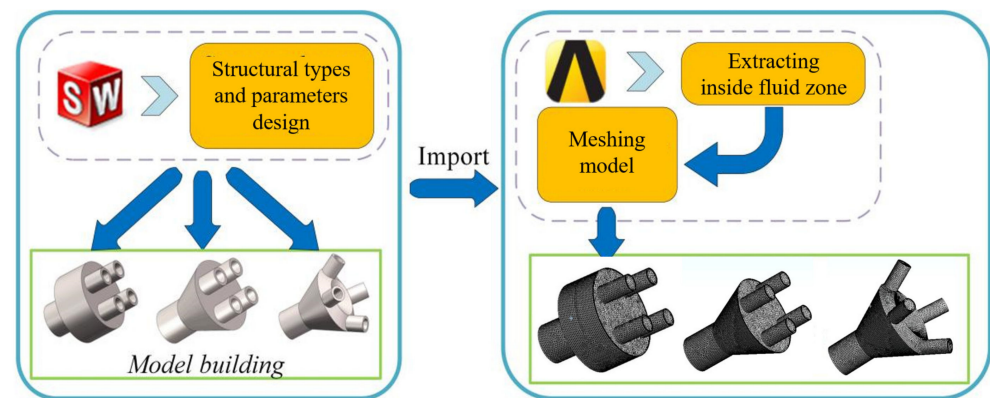 SW
Structural types
and parameters
design
Model building
Import
Extracting
inside fluid zone
Meshing
model